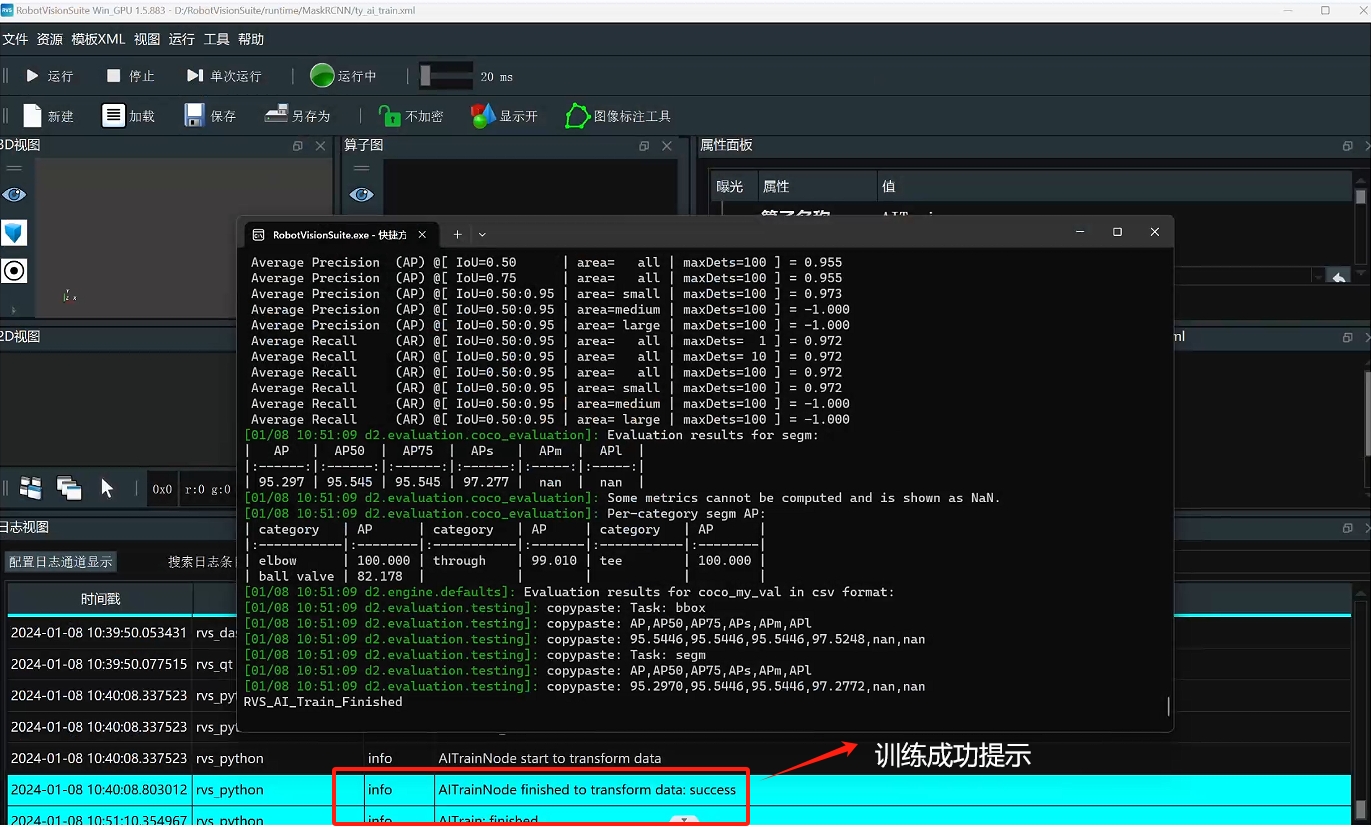 RobotVisionSuite Win_GPU 1.5.883 - D:/RobotVisionSuite/runtime/MaskRCNN/ty_ai_train.xml
文件 资源 模板XML 视图 运行 工具 帮助
运行 停止 单次运行 运行中 20 ms
新建 加载 保存 另存为 不加密 显示开 图像标注工具
3D视图 算子图 属性面板
曝光 属性 值
算子名称
RobotVisionSuite.exe - 快捷方
Average Precision (AP) @[ IoU=0.50 | area= all | maxDets=100 ] = 0.955
Average Precision (AP) @[ IoU=0.75 | area= all | maxDets=100 ] = 0.955
Average Precision (AP) @[ IoU=0.50:0.95 | area= small | maxDets=100 ] = 0.973
Average Precision (AP) @[ IoU=0.50:0.95 | area=medium | maxDets=100 ] = -1.000
Average Precision (AP) @[ IoU=0.50:0.95 | area= large | maxDets=100 ] = -1.000
Average Recall (AR) @[ IoU=0.50:0.95 | area= all | maxDets= 1 ] = 0.972
Average Recall (AR) @[ IoU=0.50:0.95 | area= all | maxDets= 10 ] = 0.972
Average Recall (AR) @[ IoU=0.50:0.95 | area= all | maxDets=100 ] = 0.972
Average Recall (AR) @[ IoU=0.50:0.95 | area= small | maxDets=100 ] = 0.972
Average Recall (AR) @[ IoU=0.50:0.95 | area=medium | maxDets=100 ] = -1.000
Average Recall (AR) @[ IoU=0.50:0.95 | area= large | maxDets=100 ] = -1.000
[01/08 10:51:09 d2.evaluation.coco_evaluation]: Evaluation results for segm:
| AP | AP50 | AP75 | APs | APm | APl |
|:------:|:------:|:------:|:------:|:-----:|:-----:|
| 95.297 | 95.545 | 95.545 | 97.277 | nan | nan |
[01/08 10:51:09 d2.evaluation.coco_evaluation]: Some metrics cannot be computed and is shown as NaN.
[01/08 10:51:09 d2.evaluation.coco_evaluation]: Per-category segm AP:
| category | AP | category | AP | category | AP |
|:-----------|:--------|:-----------|:-------|:-----------|:--------|
| elbow | 100.000 | through | 99.010 | tee | 100.000 |
| ball valve | 82.178 | | | | |
[01/08 10:51:09 d2.engine.defaults]: Evaluation results for coco_my_val in csv format:
[01/08 10:51:09 d2.evaluation.testing]: copypaste: Task: bbox
[01/08 10:51:09 d2.evaluation.testing]: copypaste: AP,AP50,AP75,APs,APm,APl
[01/08 10:51:09 d2.evaluation.testing]: copypaste: 95.5446,95.5446,95.5446,97.5248,nan,nan
[01/08 10:51:09 d2.evaluation.testing]: copypaste: Task: segm
[01/08 10:51:09 d2.evaluation.testing]: copypaste: AP,AP50,AP75,APs,APm,APl
[01/08 10:51:09 d2.evaluation.testing]: copypaste: 95.2970,95.5446,95.5446,97.2772,nan,nan
RVS_AI_Train_Finished
2D视图 ml
0x0 r:0 g:0
日志视图
配置日志通道显示 搜索日志条
时间戳
2024-01-08 10:39:50.053431 rvs_das
2024-01-08 10:39:50.077515 rvs_qt
2024-01-08 10:40:08.337523 rvs_pyt
2024-01-08 10:40:08.337523 rvs_pyt
2024-01-08 10:40:08.337523 rvs_python info AITrainNode start to transform data
训练成功提示
2024-01-08 10:40:08.803012 rvs_python info AITrainNode finished to transform data: success
2024-01-08 10:51:10.354967 rvs_python info AITrain: finished